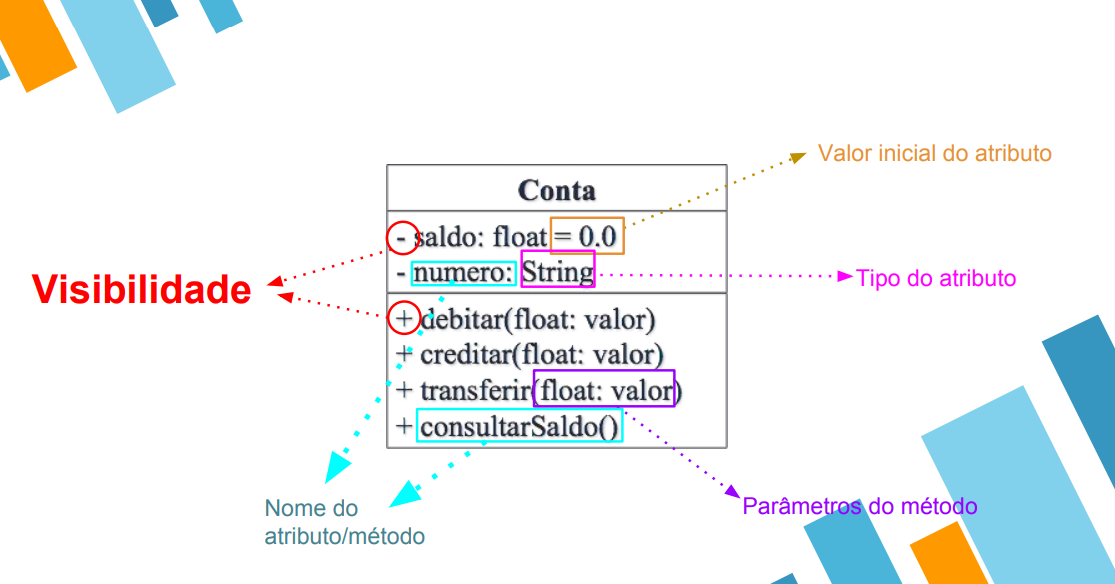 Valor inicial do atributo
Conta
- saldo: float = 0.0
- numero: String
Tipo do atributo
Visibilidade
+ debitar(float: valor)
+ creditar(float: valor)
+ transferir(float: valor)
+ consultarSaldo()
Nome do
atributo/método
Parâmetros do método